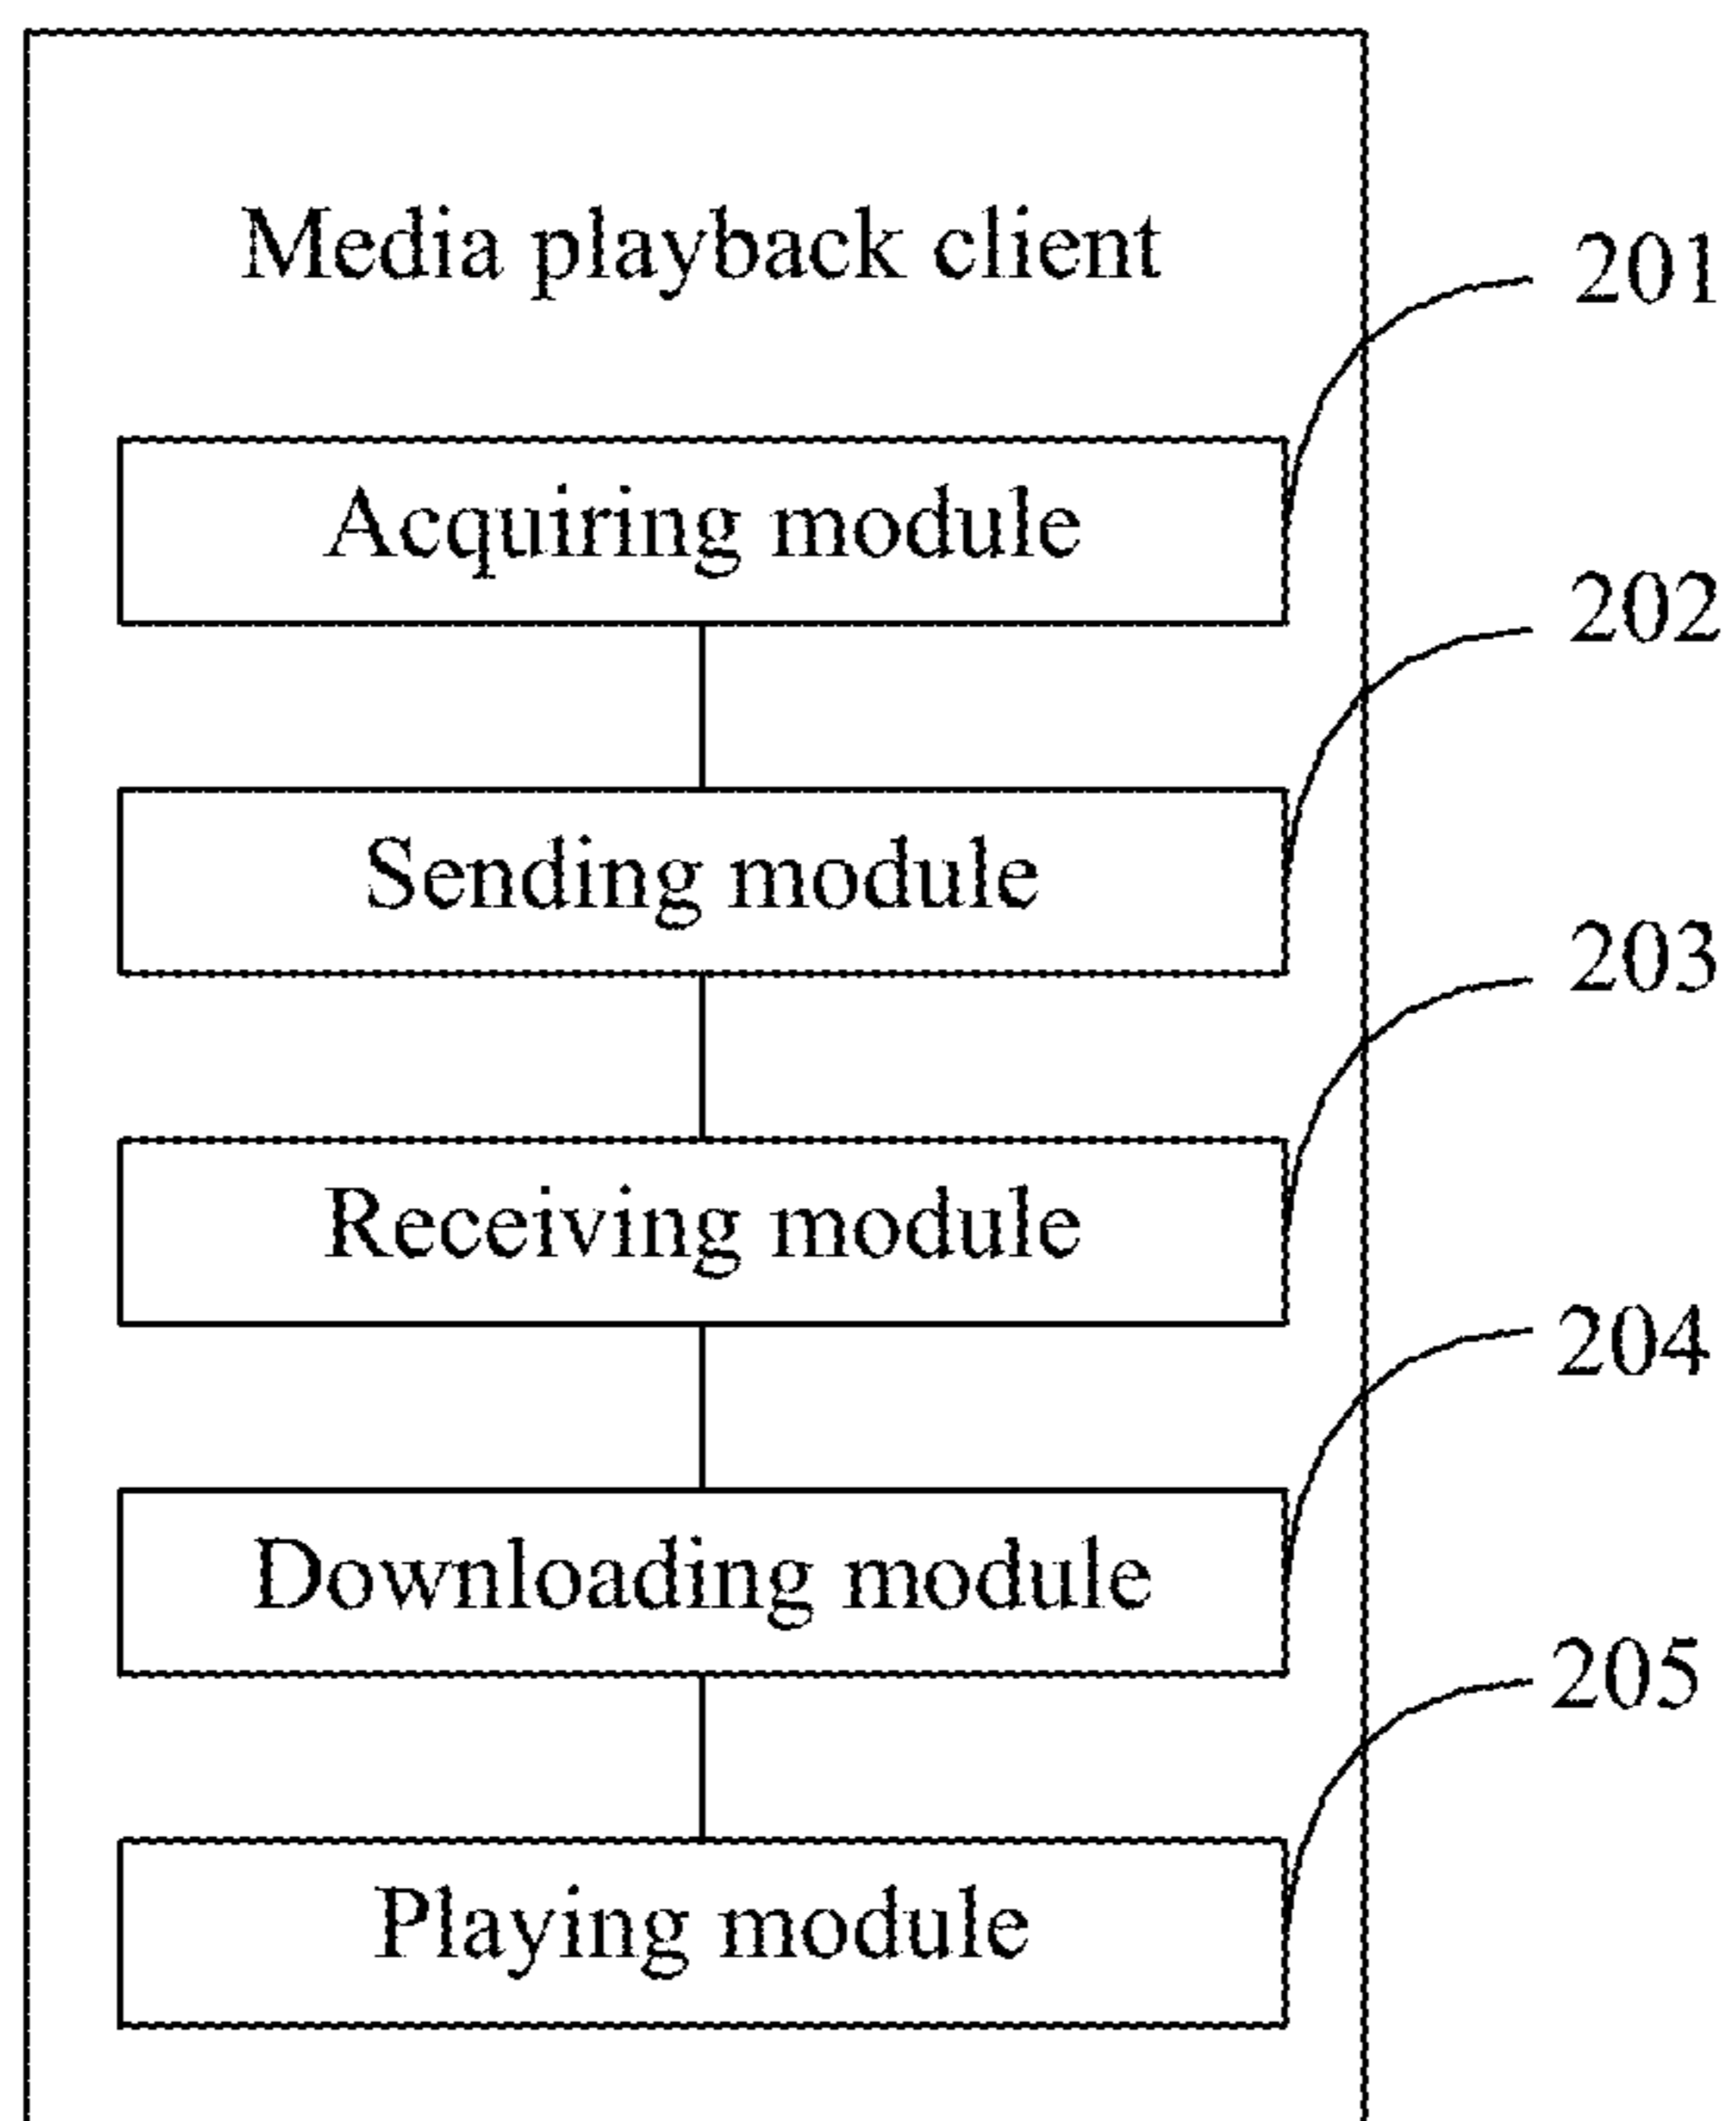 Media playback client
201
Acquiring module
202
Sending module
203
Receiving module
204
Downloading module
205
Playing module